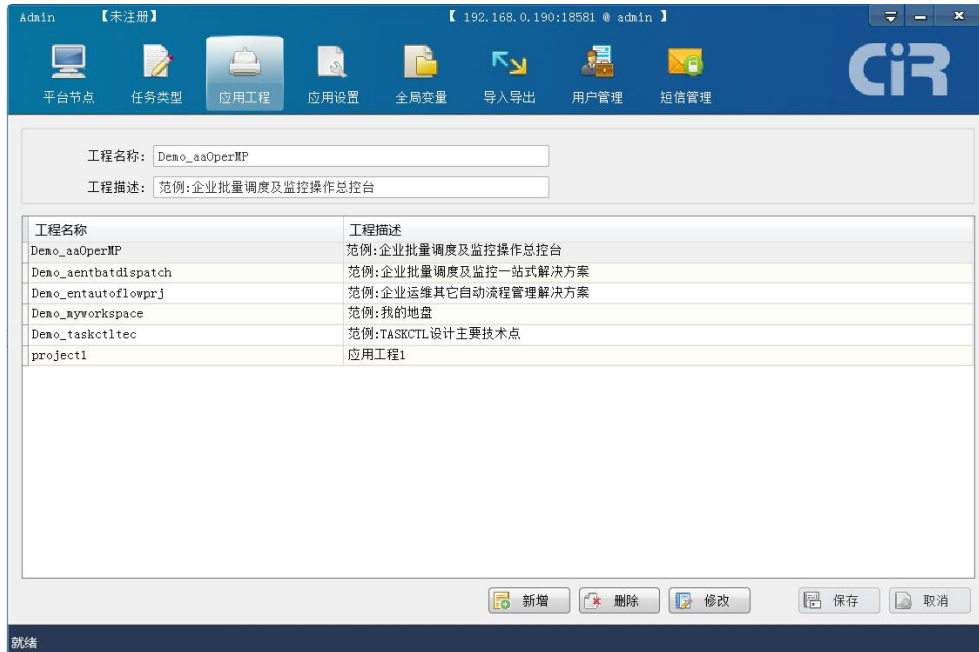 Admin 【未注册】 【 192.168.0.190:18581 @ admin 】
平台节点 任务类型 应用工程 应用设置 全局变量 导入导出 用户管理 短信管理
CiR
工程名称: Demo_aaOperMP
工程描述: 范例:企业批量调度及监控操作总控台
工程名称 工程描述
Demo_aaOperMP 范例:企业批量调度及监控操作总控台
Demo_aentbatdispatch 范例:企业批量调度及监控一站式解决方案
Demo_entautoflowprj 范例:企业运维其它自动流程管理解决方案
Demo_myworkspace 范例:我的地盘
Demo_taskctltec 范例:TASKCTL设计主要技术点
project1 应用工程1
新增 删除 修改 保存 取消
就绪